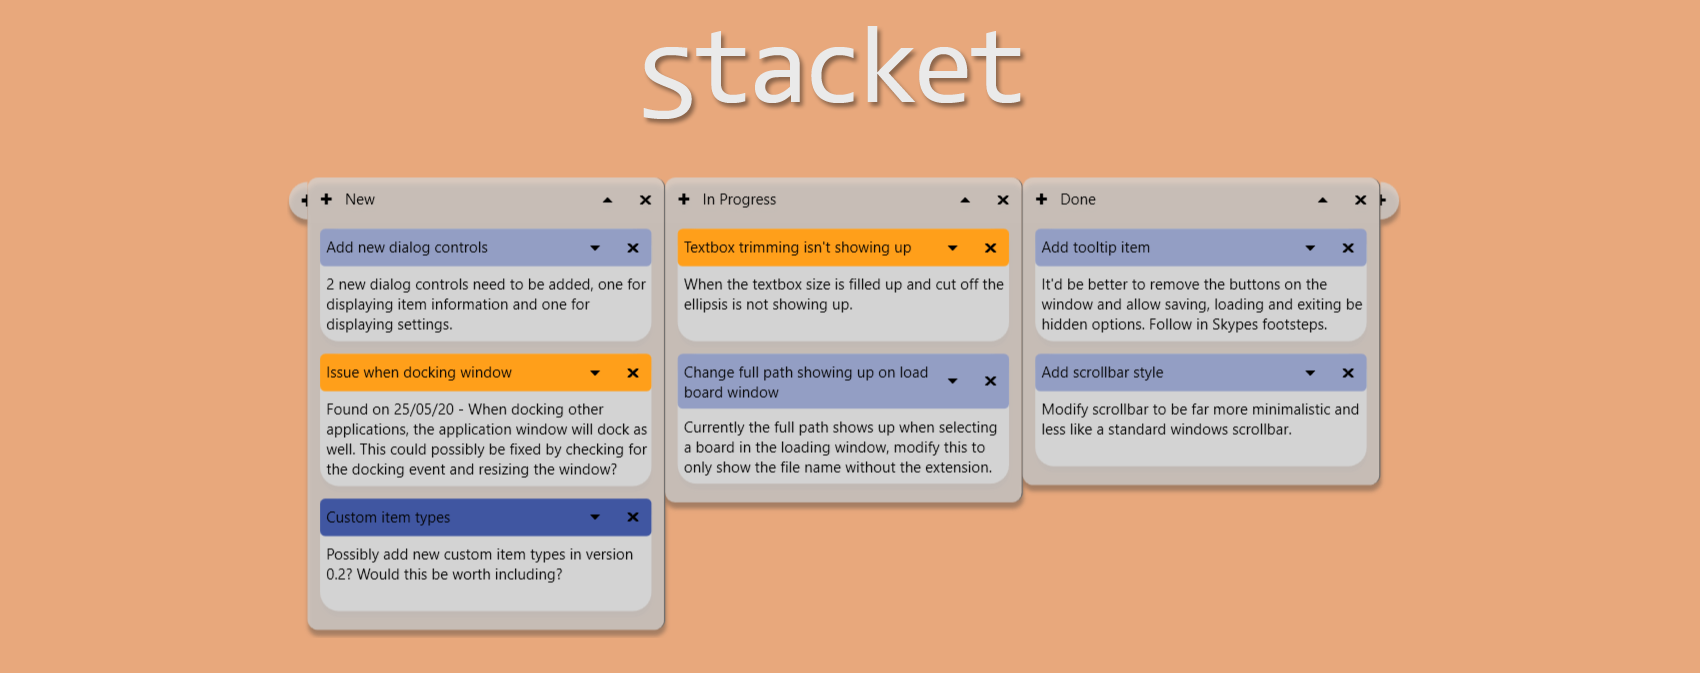 stacket
New
Add new dialog controls
2 new dialog controls need to be added, one for
displaying item information and one for
displaying settings.
Issue when docking window
Found on 25/05/20 - When docking other
applications, the application window will dock as
well. This could possibly be fixed by checking for
the docking event and resizing the window?
Custom item types
Possibly add new custom item types in version
0.2? Would this be worth including?
In Progress
Textbox trimming isn't showing up
When the textbox size is filled up and cut off the
ellipsis is not showing up.
Change full path showing up on load
board window
Currently the full path shows up when selecting
a board in the loading window, modify this to
only show the file name without the extension.
Done
Add tooltip item
It'd be better to remove the buttons on the
window and allow saving, loading and exiting be
hidden options. Follow in Skypes footsteps.
Add scrollbar style
Modify scrollbar to be far more minimalistic and
less like a standard windows scrollbar.